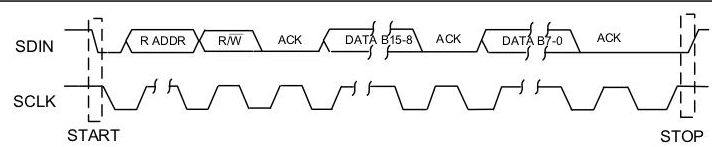 SDIN R ADDR R/W̅ ACK DATA B15-8 ACK DATA B7-0 ACK
SCLK
START STOP